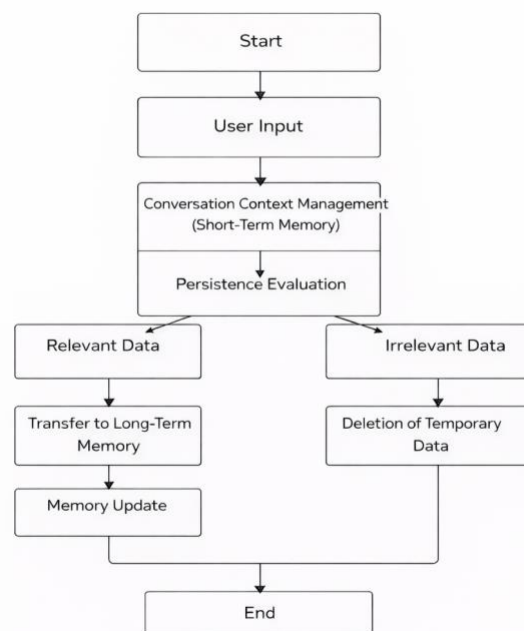 Start
User Input
Conversation Context Management
(Short-Term Memory)
Persistence Evaluation
Relevant Data
Irrelevant Data
Transfer to Long-Term
Memory
Deletion of Temporary
Data
Memory Update
End